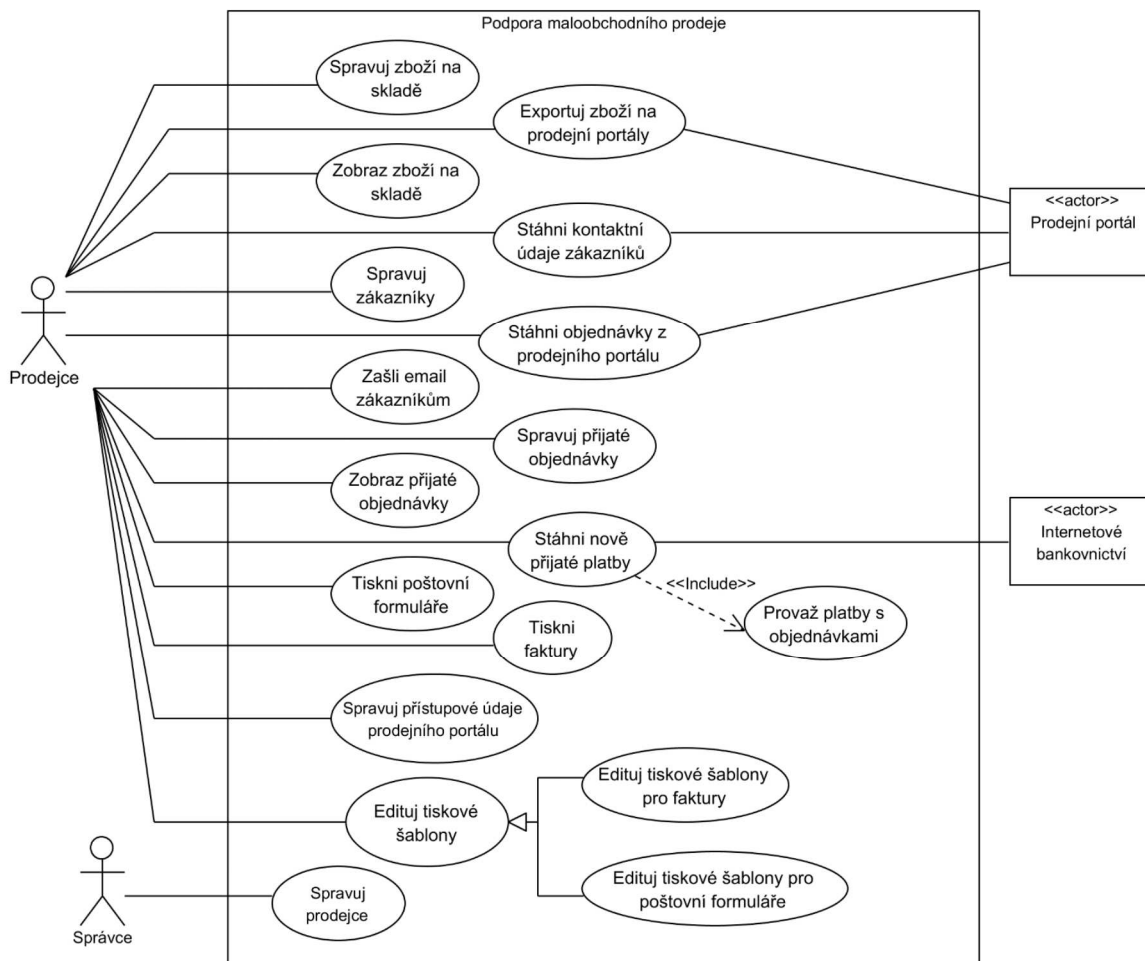 Podpora maloobchodního prodeje
Spravuj zboží na
skladě
Exportuj zboží na
prodejní portály
Zobraz zboží na
skladě
<<actor>>
Prodejní portál
Stáhni kontaktní
údaje zákazníků
Spravuj
zákazníky
Stáhni objednávky z
prodejního portálu
Prodejce
Zašli email
zákazníkům
Spravuj přijaté
objednávky
Zobraz přijaté
objednávky
<<actor>>
Internetové
bankovnictví
Stáhni nově
přijaté platby
<<Include>>
Tiskni poštovní
formuláře
Provaž platby s
objednávkami
Tiskni
faktury
Spravuj přístupové údaje
prodejního portálu
Edituj tiskové šablony
pro faktury
Edituj tiskové
šablony
Edituj tiskové šablony pro
poštovní formuláře
Spravuj
prodejce
Správce